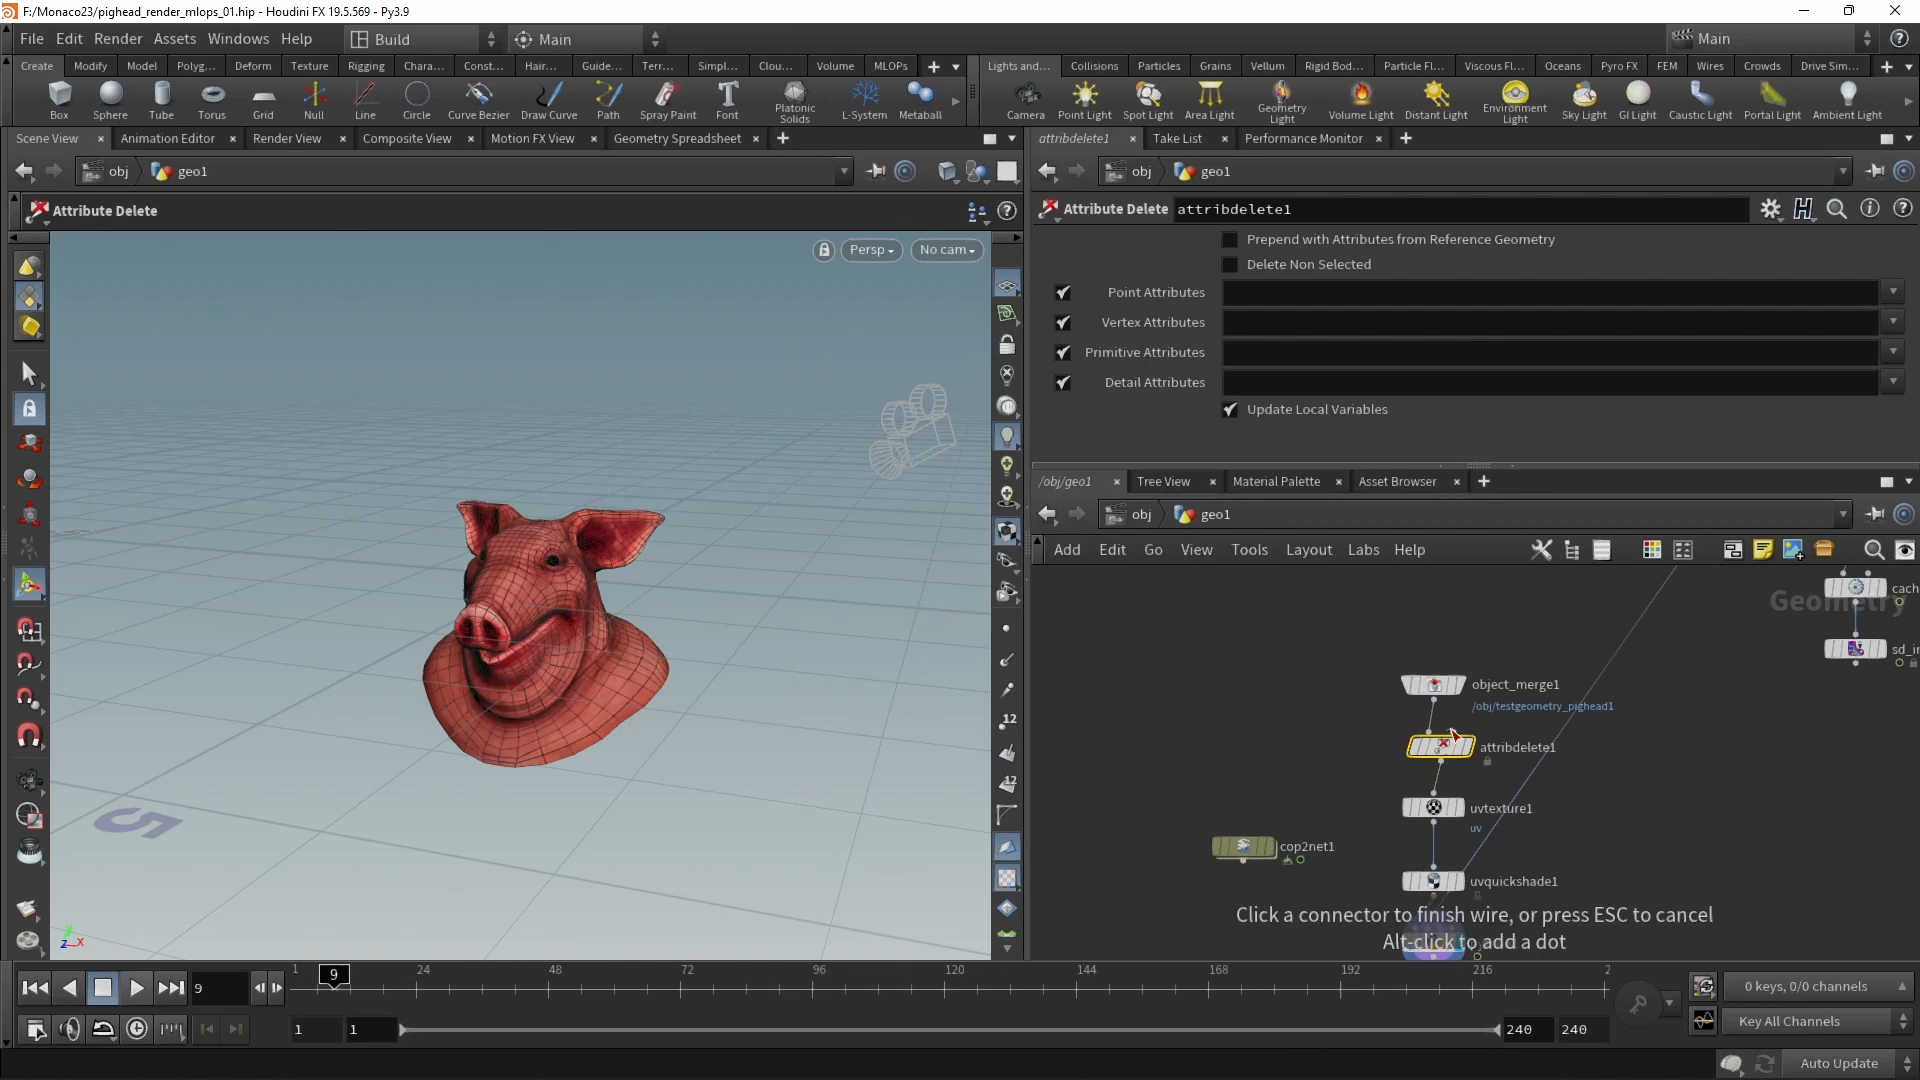 F:/Monaco23/pighead_render_mlops_01.hip - Houdini FX 19.5.569 - Py3.9
File Edit Render Assets Windows Help Build Main Main
Create Modify Model Polyg... Deform Texture Rigging Chara... Const... Hair... Guide... Terr... Simpl... Clou... Volume MLOPs
Lights and... Collisions Particles Grains Vellum Rigid Bod... Particle Fl... Viscous Fl... Oceans Pyro FX FEM Wires Crowds Drive Sim...
Box Sphere Tube Torus Grid Null Line Circle Curve Bezier Draw Curve Path Spray Paint Font Platonic Solids L-System Metaball
Camera Point Light Spot Light Area Light Geometry Light Volume Light Distant Light Environment Light Sky Light GI Light Caustic Light Portal Light Ambient Light
Scene View Animation Editor Render View Composite View Motion FX View Geometry Spreadsheet
attribdelete1 Take List Performance Monitor
obj geo1
obj geo1
Attribute Delete
Attribute Delete attribdelete1
Persp No cam
Prepend with Attributes from Reference Geometry
Delete Non Selected
Point Attributes
Vertex Attributes
Primitive Attributes
Detail Attributes
Update Local Variables
/obj/geo1 Tree View Material Palette Asset Browser
obj geo1
Add Edit Go View Tools Layout Labs Help
Geometry
object_merge1
/obj/testgeometry_pighead1
attribdelete1
uvtexture1
uv
cop2net1
uvquickshade1
Click a connector to finish wire, or press ESC to cancel
Alt-click to add a dot
12
12
5
z x
9 1 9 24 48 72 96 120 144 168 192 216 2
0 keys, 0/0 channels
1 1 240 240
Key All Channels
Auto Update